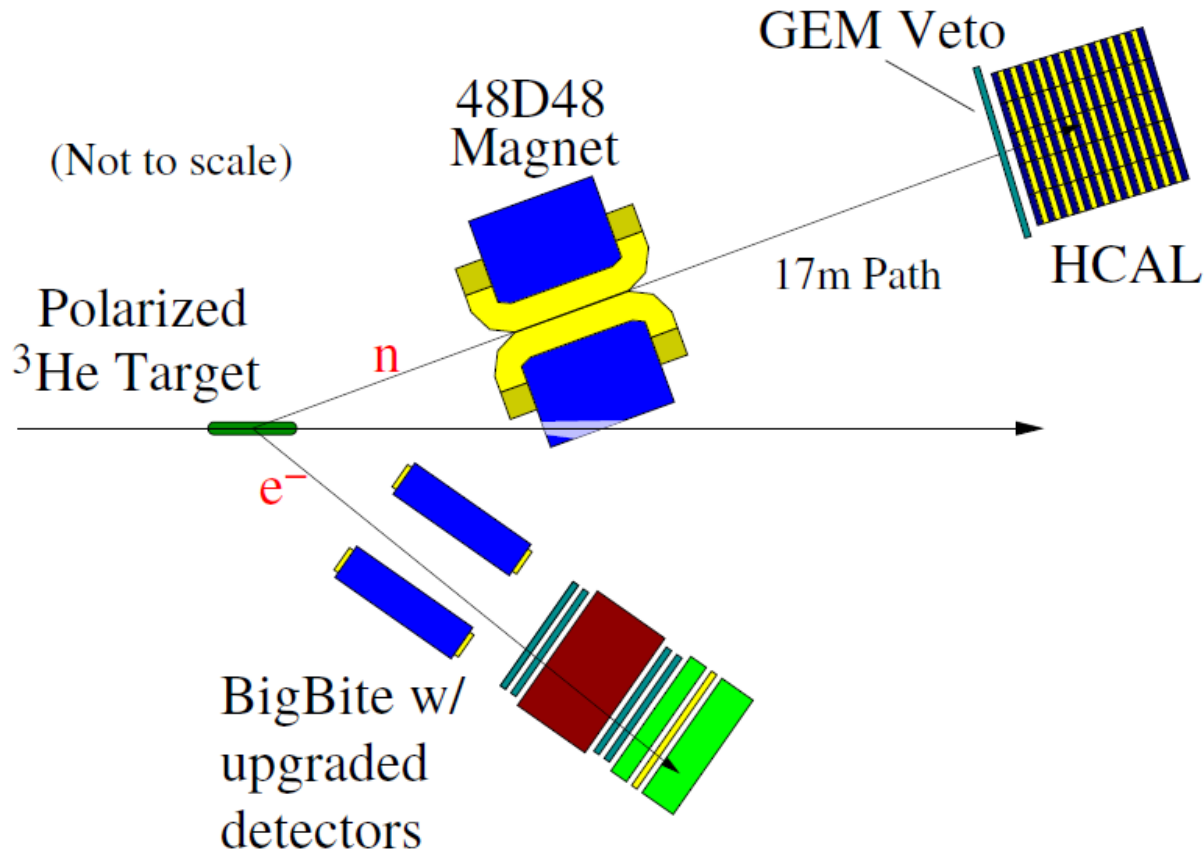 GEM Veto
48D48
Magnet
(Not to scale)
HCAL
17m Path
Polarized
³He Target
n
e⁻
BigBite w/
upgraded
detectors